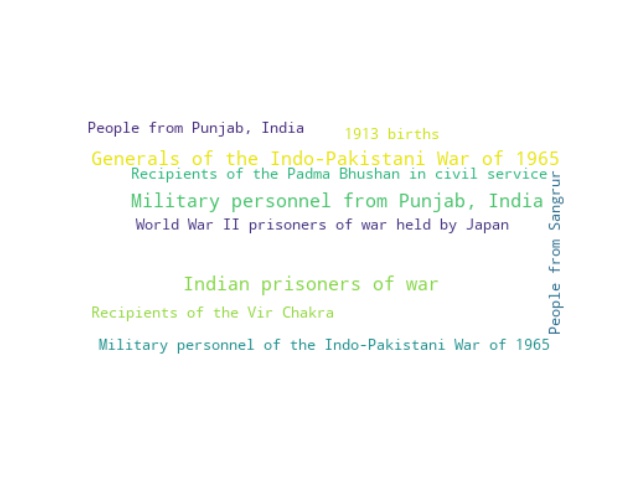 People from Punjab, India
1913 births
Generals of the Indo-Pakistani War of 1965
Recipients of the Padma Bhushan in civil service
Military personnel from Punjab, India
World War II prisoners of war held by Japan
People from Sangrur
Indian prisoners of war
Recipients of the Vir Chakra
Military personnel of the Indo-Pakistani War of 1965